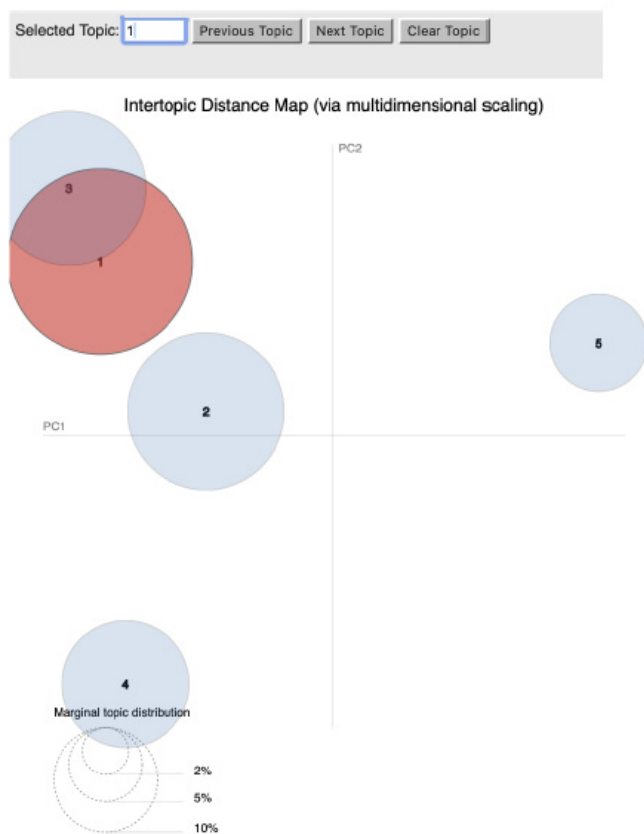 Selected Topic: 1 Previous Topic Next Topic Clear Topic
Intertopic Distance Map (via multidimensional scaling)
PC2
3
1
5
2
PC1
4
Marginal topic distribution
2%
5%
10%